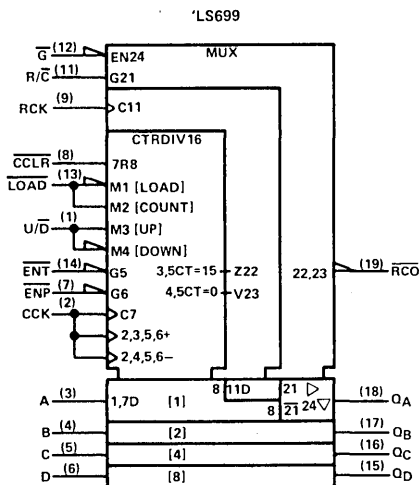 'LS699
MUX
G̅ (12) EN24
R/C̅ (11) G21
RCK (9) C11
CTRDIV16
C̅C̅L̅R̅ (8) 7R8
L̅O̅A̅D̅ (13) M1 [LOAD]
M2 [COUNT]
U/D̅ (1) M3 [UP]
M4 [DOWN]
E̅N̅T̅ (14) G5 3,5CT=15 Z22 22,23 (19) R̅C̅O̅
E̅N̅P̅ (7) G6 4,5CT=0 V23
CCK (2) C7
2,3,5,6+
2,4,5,6−
A (3) 1,7D [1] 8 11D 21 ▷ (18) QA
8 2̅1̅ 24▽
B (4) [2] (17) QB
C (5) [4] (16) QC
D (6) [8] (15) QD